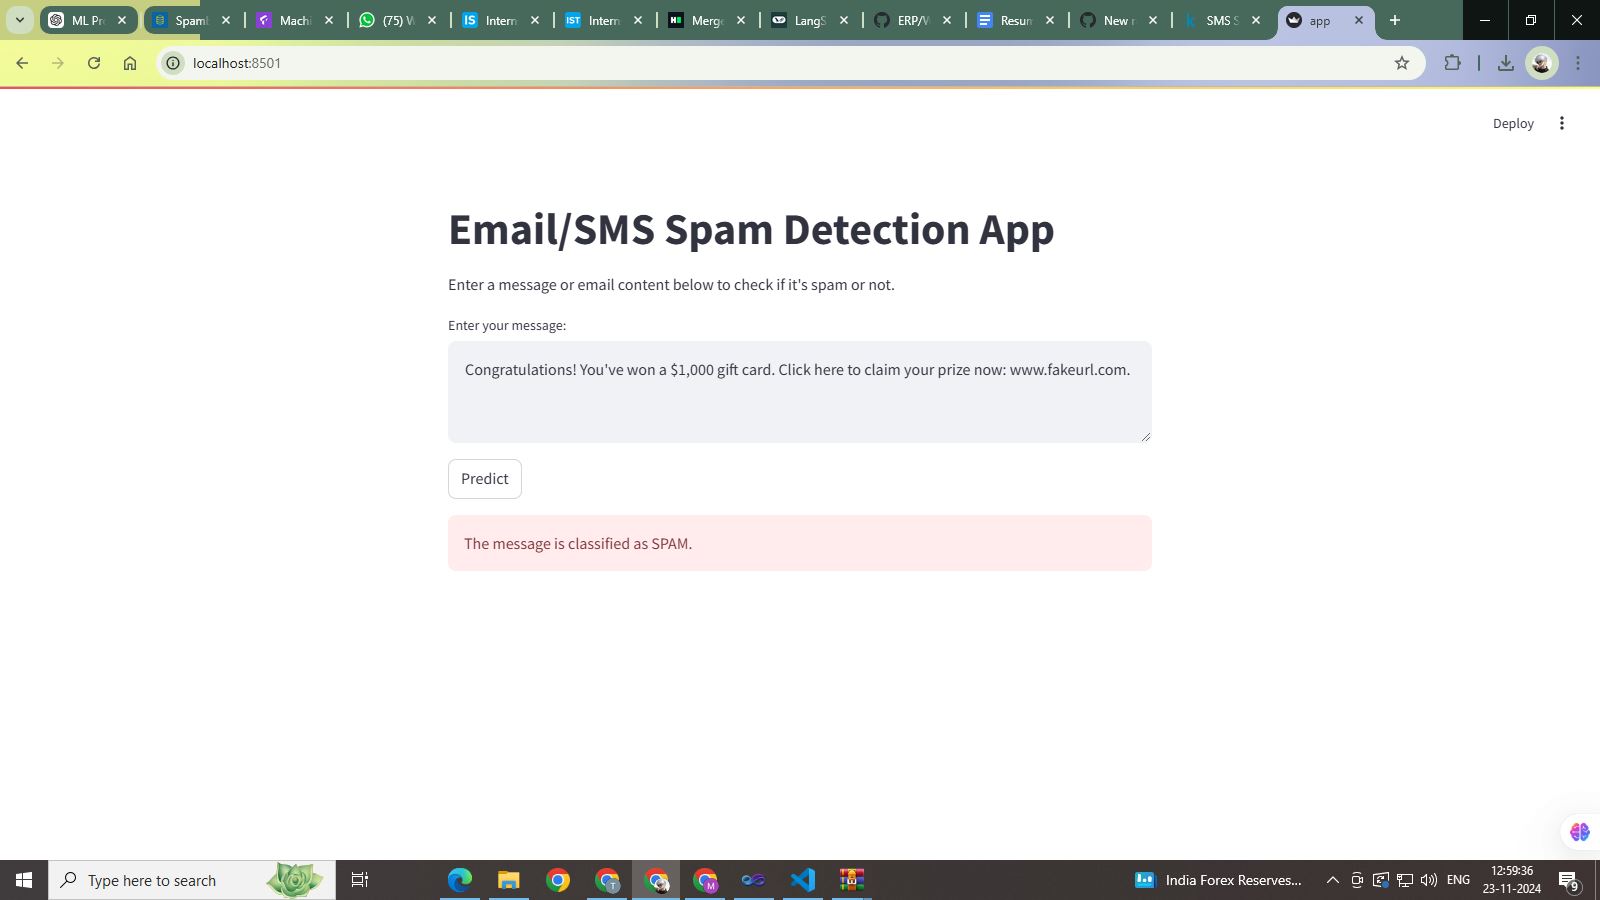 ML Pr
Spaml
Machi
(75) W
Intern
Intern
Merge
LangS
ERP/V
Resum
New r
SMS S
app
localhost:8501
Deploy
Email/SMS Spam Detection App
Enter a message or email content below to check if it's spam or not.
Enter your message:
Congratulations! You've won a $1,000 gift card. Click here to claim your prize now: www.fakeurl.com.
Predict
The message is classified as SPAM.
Type here to search
India Forex Reserves...
ENG
12:59:36
23-11-2024
9